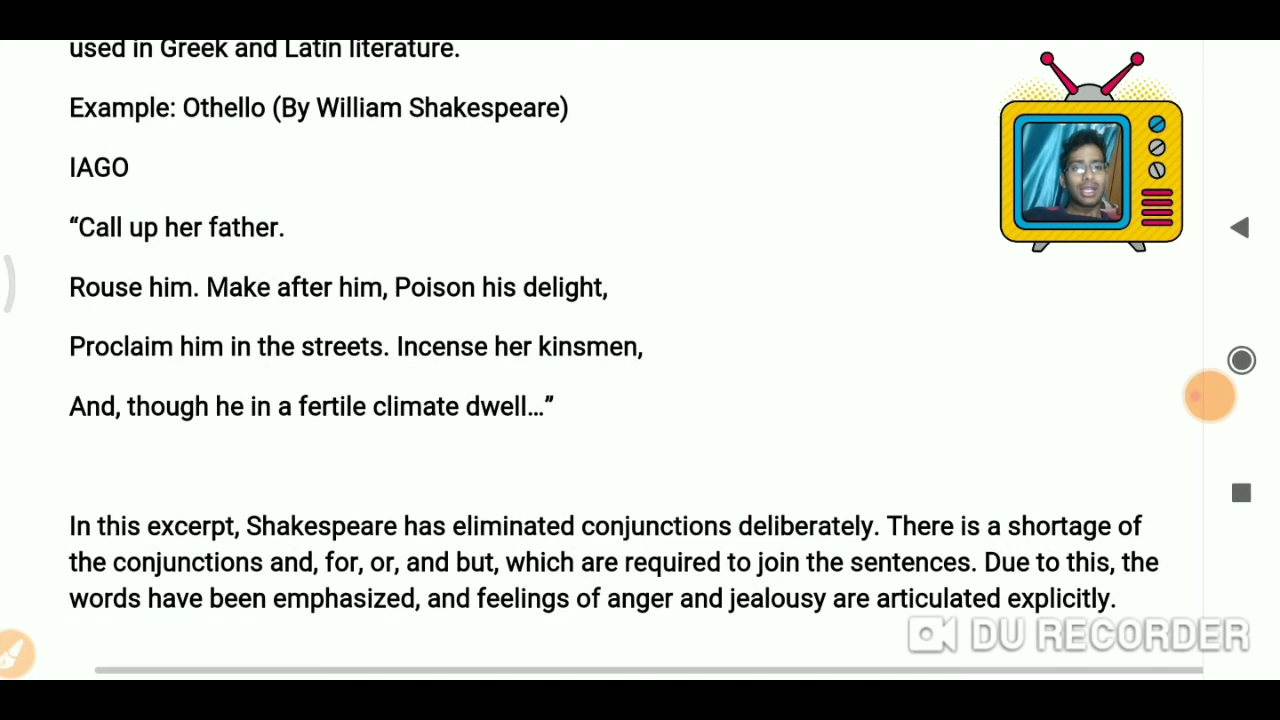 used in Greek and Latin literature.
Example: Othello (By William Shakespeare)
IAGO
“Call up her father.
Rouse him. Make after him, Poison his delight,
Proclaim him in the streets. Incense her kinsmen,
And, though he in a fertile climate dwell…”
In this excerpt, Shakespeare has eliminated conjunctions deliberately. There is a shortage of
the conjunctions and, for, or, and but, which are required to join the sentences. Due to this, the
words have been emphasized, and feelings of anger and jealousy are articulated explicitly.
DU RECORDER